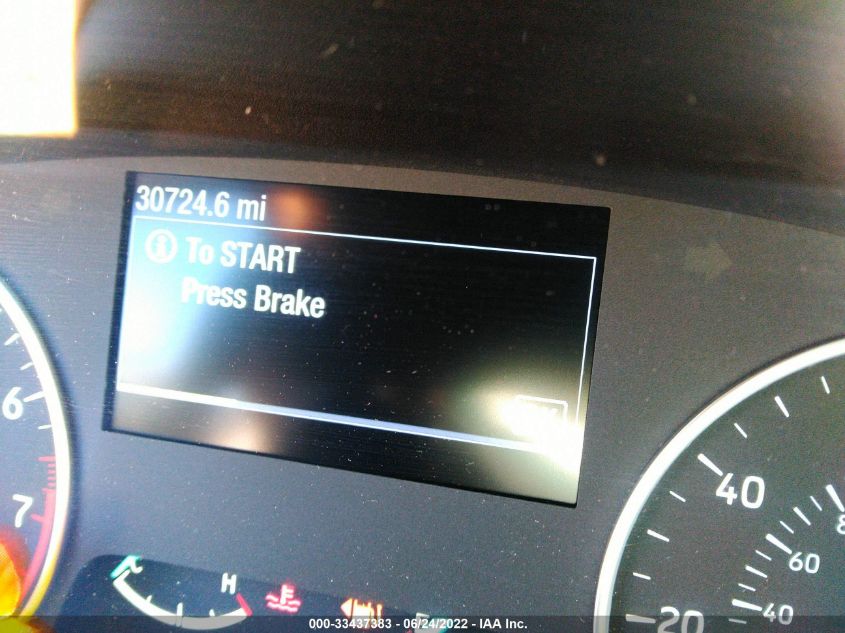 30724.6 mi
To START
Press Brake
6
7
40
20
60
40
H
000-33437383 - 06/24/2022 - IAA Inc.